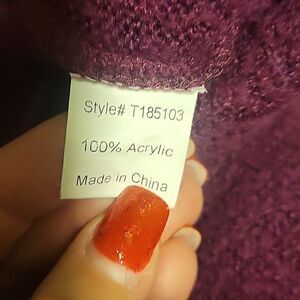 Style# T185103
100% Acrylic
Made in China